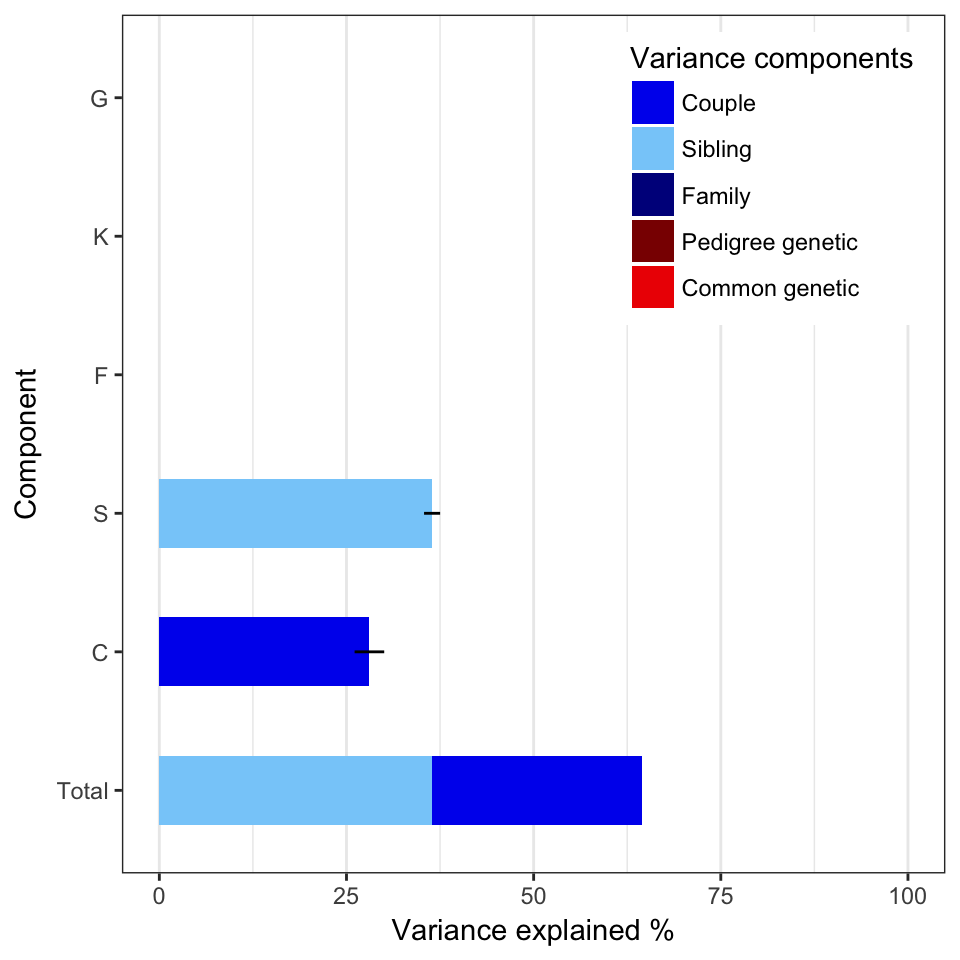 Variance components
Couple
Sibling
Family
Pedigree genetic
Common genetic
G
K
F
S
C
Total
Component
0 25 50 75 100
Variance explained %